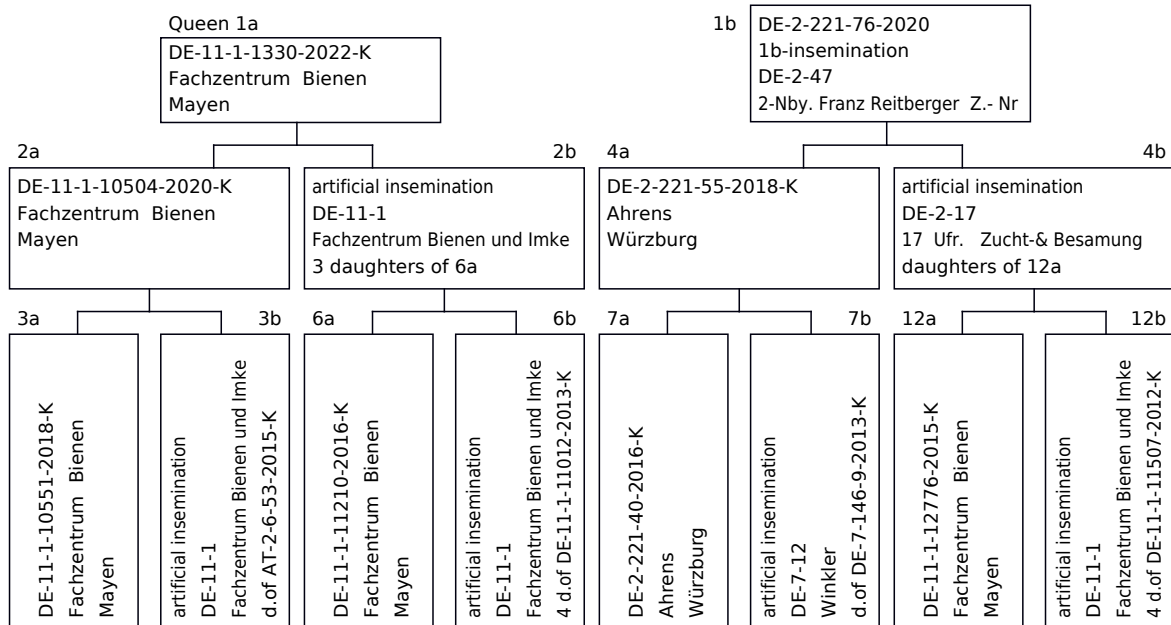 Queen 1a
DE-11-1-1330-2022-K
Fachzentrum Bienen
Mayen
1b
DE-2-221-76-2020
1b-insemination
DE-2-47
2-Nby. Franz Reitberger Z.- Nr
2a
DE-11-1-10504-2020-K
Fachzentrum Bienen
Mayen
2b
artificial insemination
DE-11-1
Fachzentrum Bienen und Imke
3 daughters of 6a
4a
DE-2-221-55-2018-K
Ahrens
Würzburg
4b
artificial insemination
DE-2-17
17 Ufr. Zucht-& Besamung
daughters of 12a
3a
DE-11-1-10551-2018-K
Fachzentrum Bienen
Mayen
3b
artificial insemination
DE-11-1
Fachzentrum Bienen und Imke
d.of AT-2-6-53-2015-K
6a
DE-11-1-11210-2016-K
Fachzentrum Bienen
Mayen
6b
artificial insemination
DE-11-1
Fachzentrum Bienen und Imke
4 d.of DE-11-1-11012-2013-K
7a
DE-2-221-40-2016-K
Ahrens
Würzburg
7b
artificial insemination
DE-7-12
Winkler
d.of DE-7-146-9-2013-K
12a
DE-11-1-12776-2015-K
Fachzentrum Bienen
Mayen
12b
artificial insemination
DE-11-1
Fachzentrum Bienen und Imke
4 d.of DE-11-1-11507-2012-K